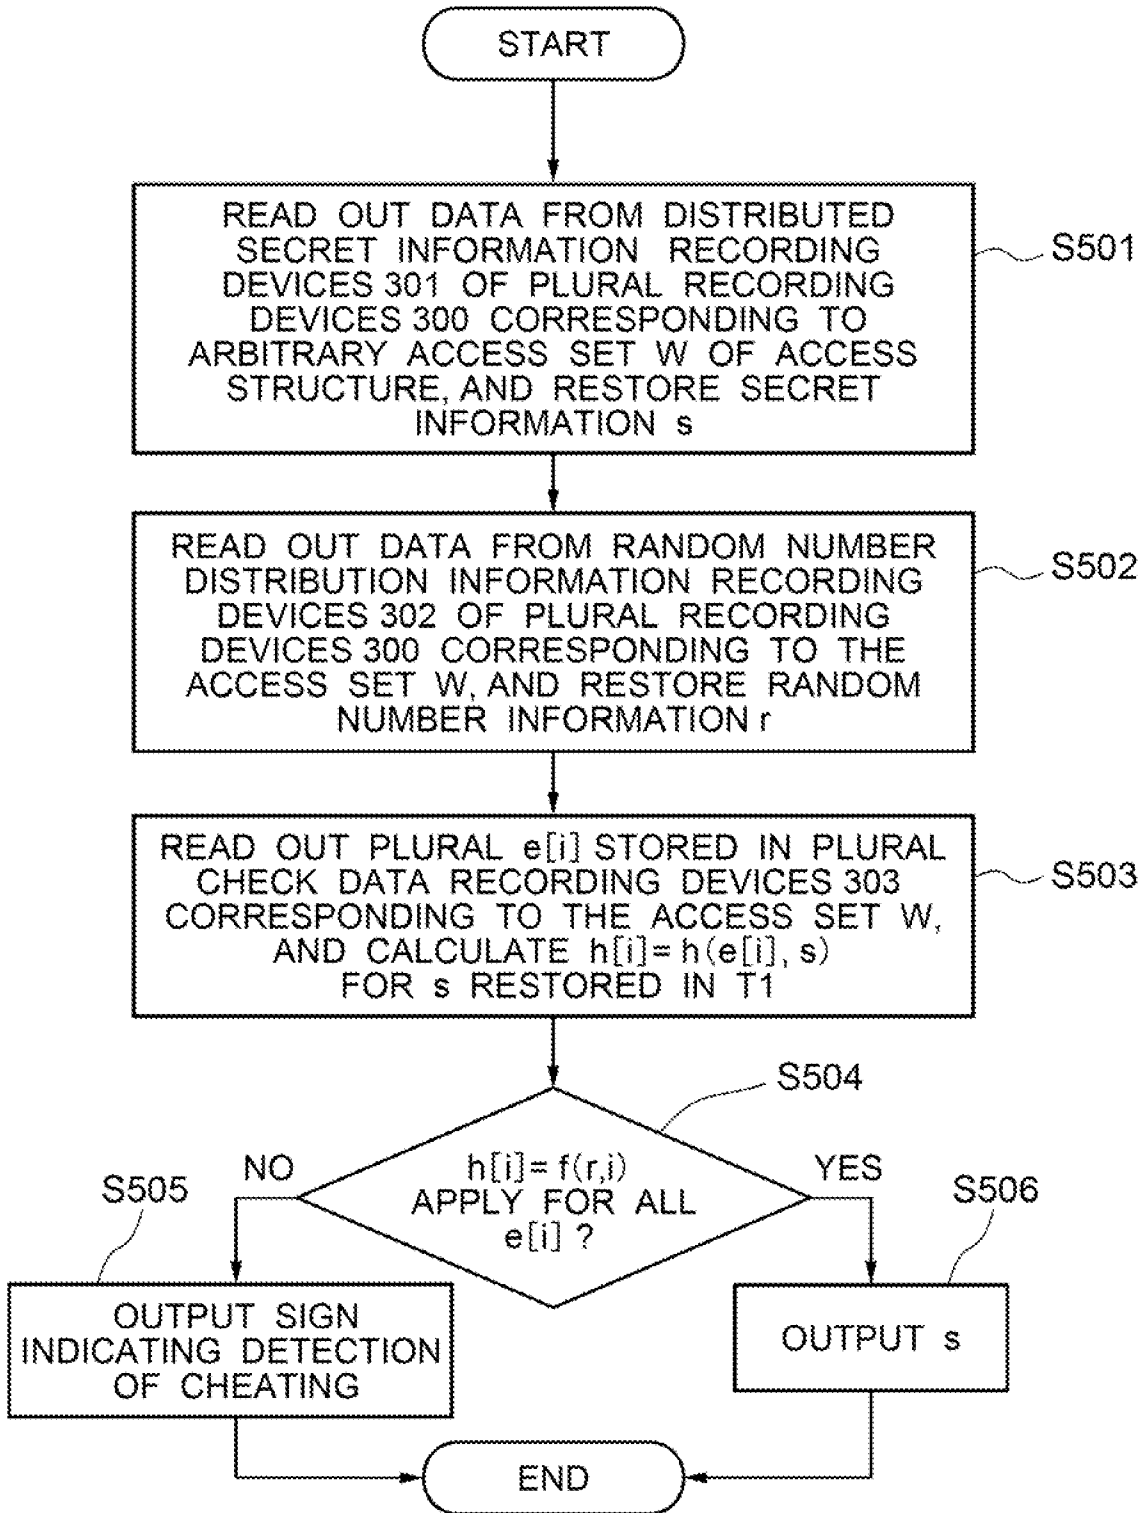 START
READ OUT DATA FROM DISTRIBUTED
SECRET INFORMATION RECORDING
DEVICES 301 OF PLURAL RECORDING
DEVICES 300 CORRESPONDING TO
ARBITRARY ACCESS SET W OF ACCESS
STRUCTURE, AND RESTORE SECRET
INFORMATION s
S501
READ OUT DATA FROM RANDOM NUMBER
DISTRIBUTION INFORMATION RECORDING
DEVICES 302 OF PLURAL RECORDING
DEVICES 300 CORRESPONDING TO THE
ACCESS SET W, AND RESTORE RANDOM
NUMBER INFORMATION r
S502
READ OUT PLURAL e[i] STORED IN PLURAL
CHECK DATA RECORDING DEVICES 303
CORRESPONDING TO THE ACCESS SET W,
AND CALCULATE h[i]= h(e[i], s)
FOR s RESTORED IN T1
S503
S504
h[i]= f(r,i)
APPLY FOR ALL
e[i] ?
NO
YES
S505
OUTPUT SIGN
INDICATING DETECTION
OF CHEATING
S506
OUTPUT s
END